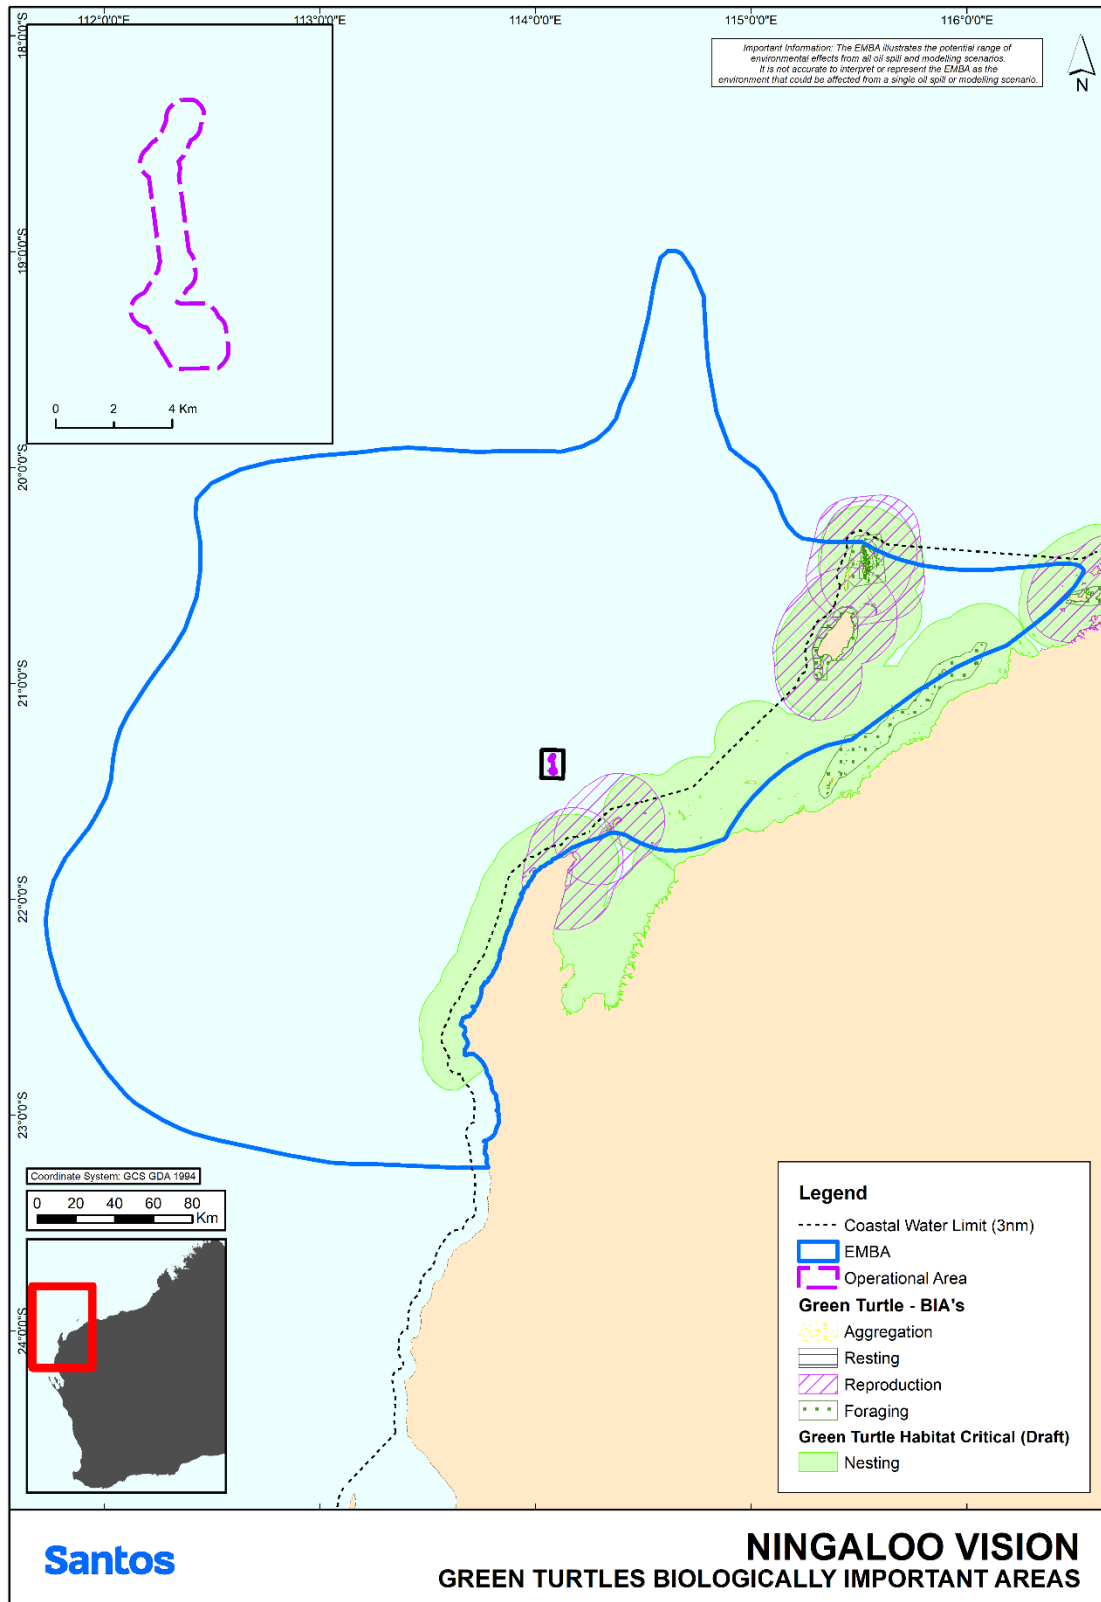 112°0'0"E
113°0'0"E
114°0'0"E
115°0'0"E
116°0'0"E
18°0'0"S
19°0'0"S
20°0'0"S
21°0'0"S
22°0'0"S
23°0'0"S
24°0'0"S
Important Information: The EMBA illustrates the potential range of
environmental effects from all oil spill and modelling scenarios.
It is not accurate to interpret or represent the EMBA as the
environment that could be affected from a single oil spill or modelling scenario.
N
0 2 4 Km
Coordinate System: GCS GDA 1994
0 20 40 60 80
Km
Legend
Coastal Water Limit (3nm)
EMBA
Operational Area
Green Turtle - BIA's
Aggregation
Resting
Reproduction
Foraging
Green Turtle Habitat Critical (Draft)
Nesting
Santos
NINGALOO VISION
GREEN TURTLES BIOLOGICALLY IMPORTANT AREAS